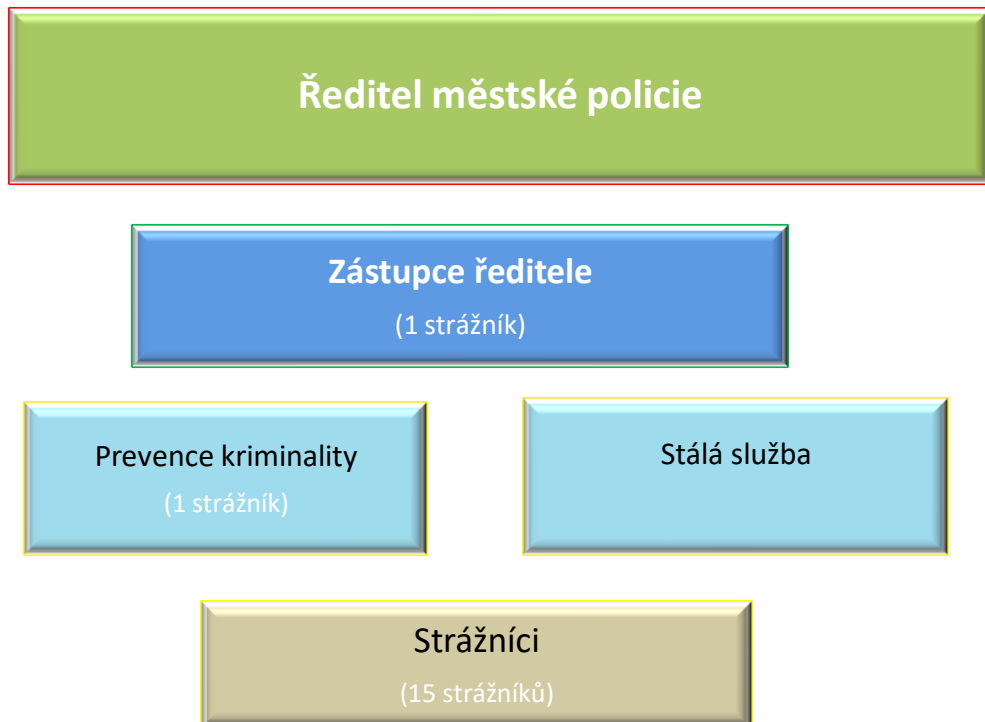 Ředitel městské policie
Zástupce ředitele
(1 strážník)
Prevence kriminality
(1 strážník)
Stálá služba
Strážníci
(15 strážníků)